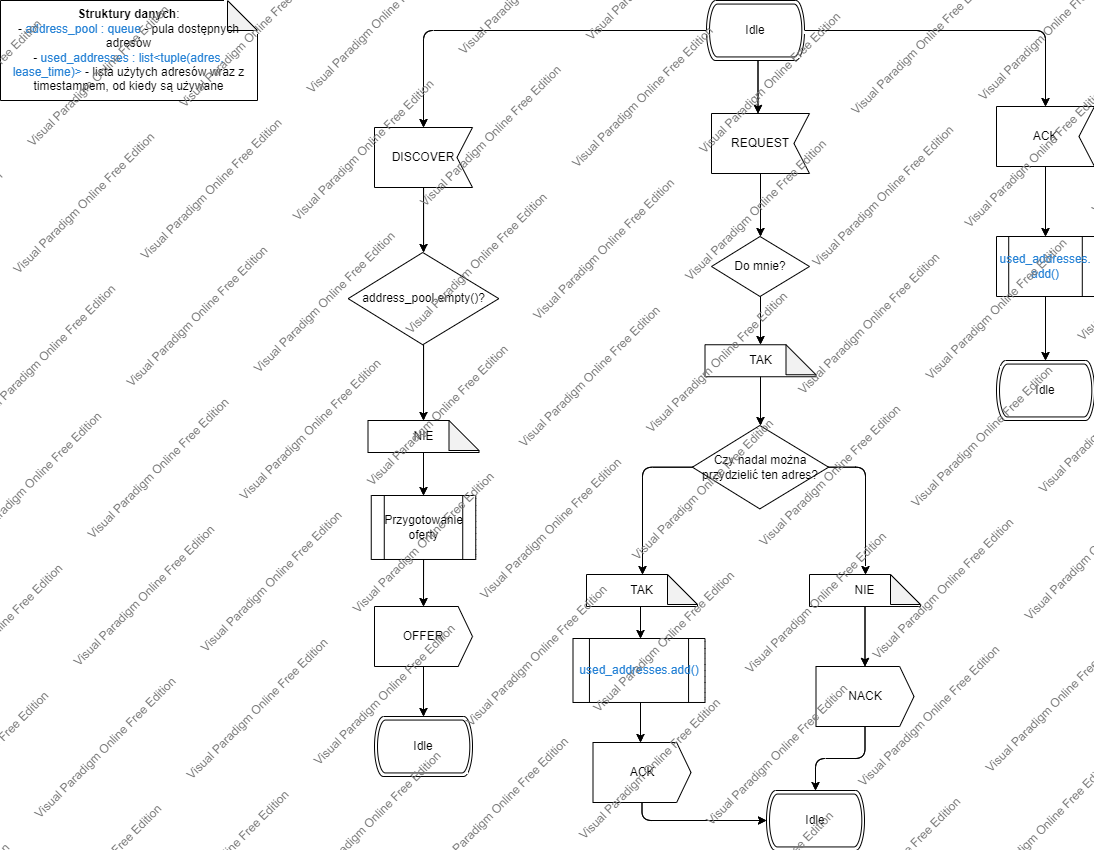 Struktury danych:
- address_pool : queue - pula dostępnych
adresów
- used_addresses : list<tuple(adres,
lease_time)> - lista użytych adresów wraz z
timestampem, od kiedy są używane
Idle
DISCOVER
REQUEST
ACK
address_pool.empty()?
Do mnie?
used_addresses.
add()
TAK
Idle
NIE
Czy nadal można
przydzielić ten adres?
Przygotowanie
oferty
TAK
NIE
OFFER
used_addresses.add()
NACK
Idle
ACK
Idle
Visual Paradigm Online Free Edition